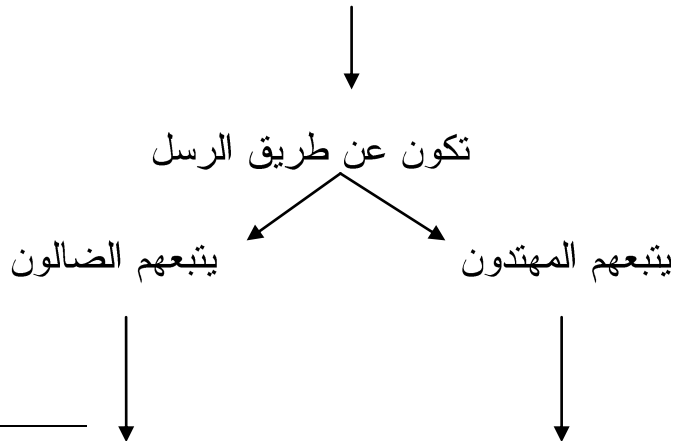 تكون عن طريق الرسل
يتبعهم المهتدون
يتبعهم الضالون